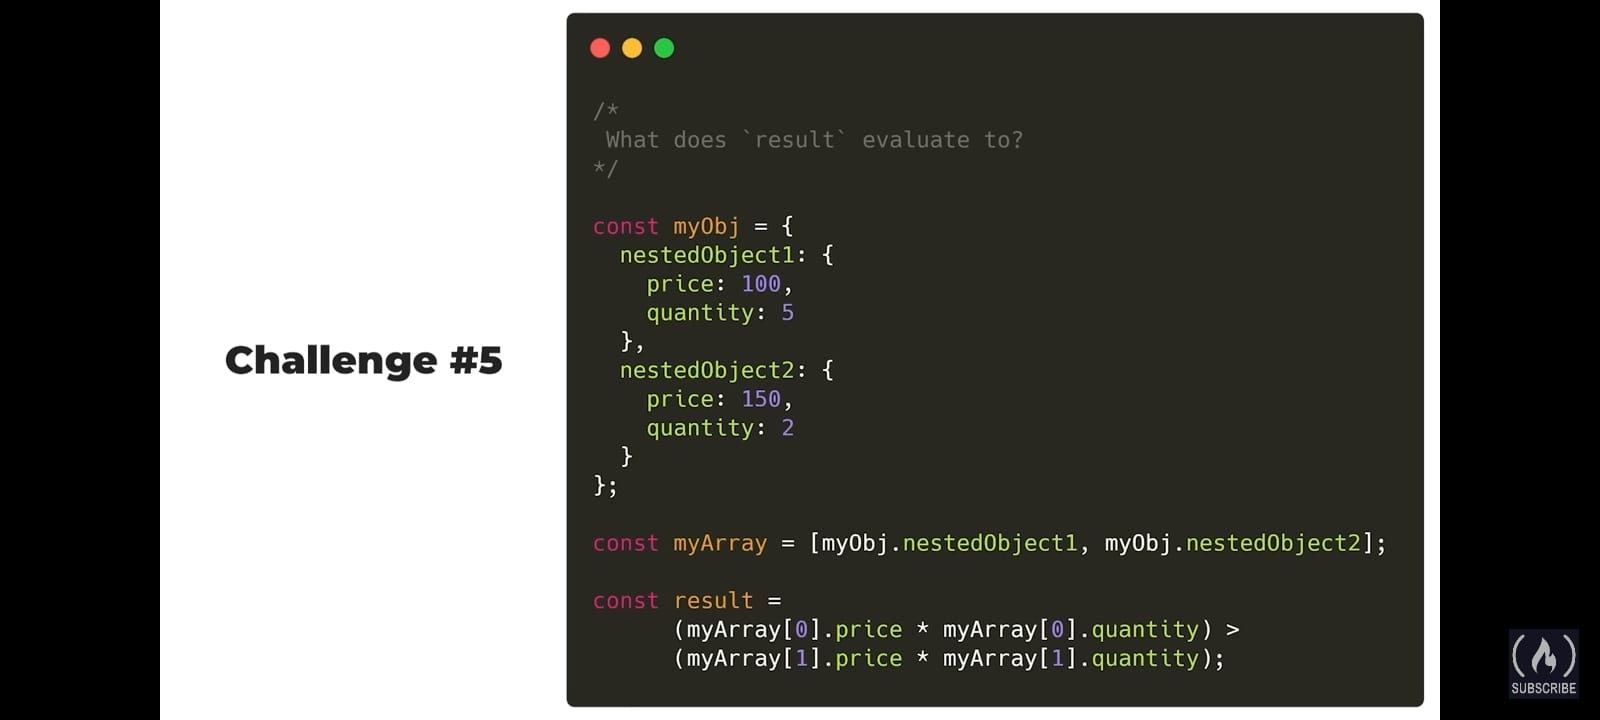 Challenge #5
/*
 What does `result` evaluate to?
*/
const myObj = {
  nestedObject1: {
    price: 100,
    quantity: 5
  },
  nestedObject2: {
    price: 150,
    quantity: 2
  }
};
const myArray = [myObj.nestedObject1, myObj.nestedObject2];
const result =
      (myArray[0].price * myArray[0].quantity) >
      (myArray[1].price * myArray[1].quantity);
SUBSCRIBE